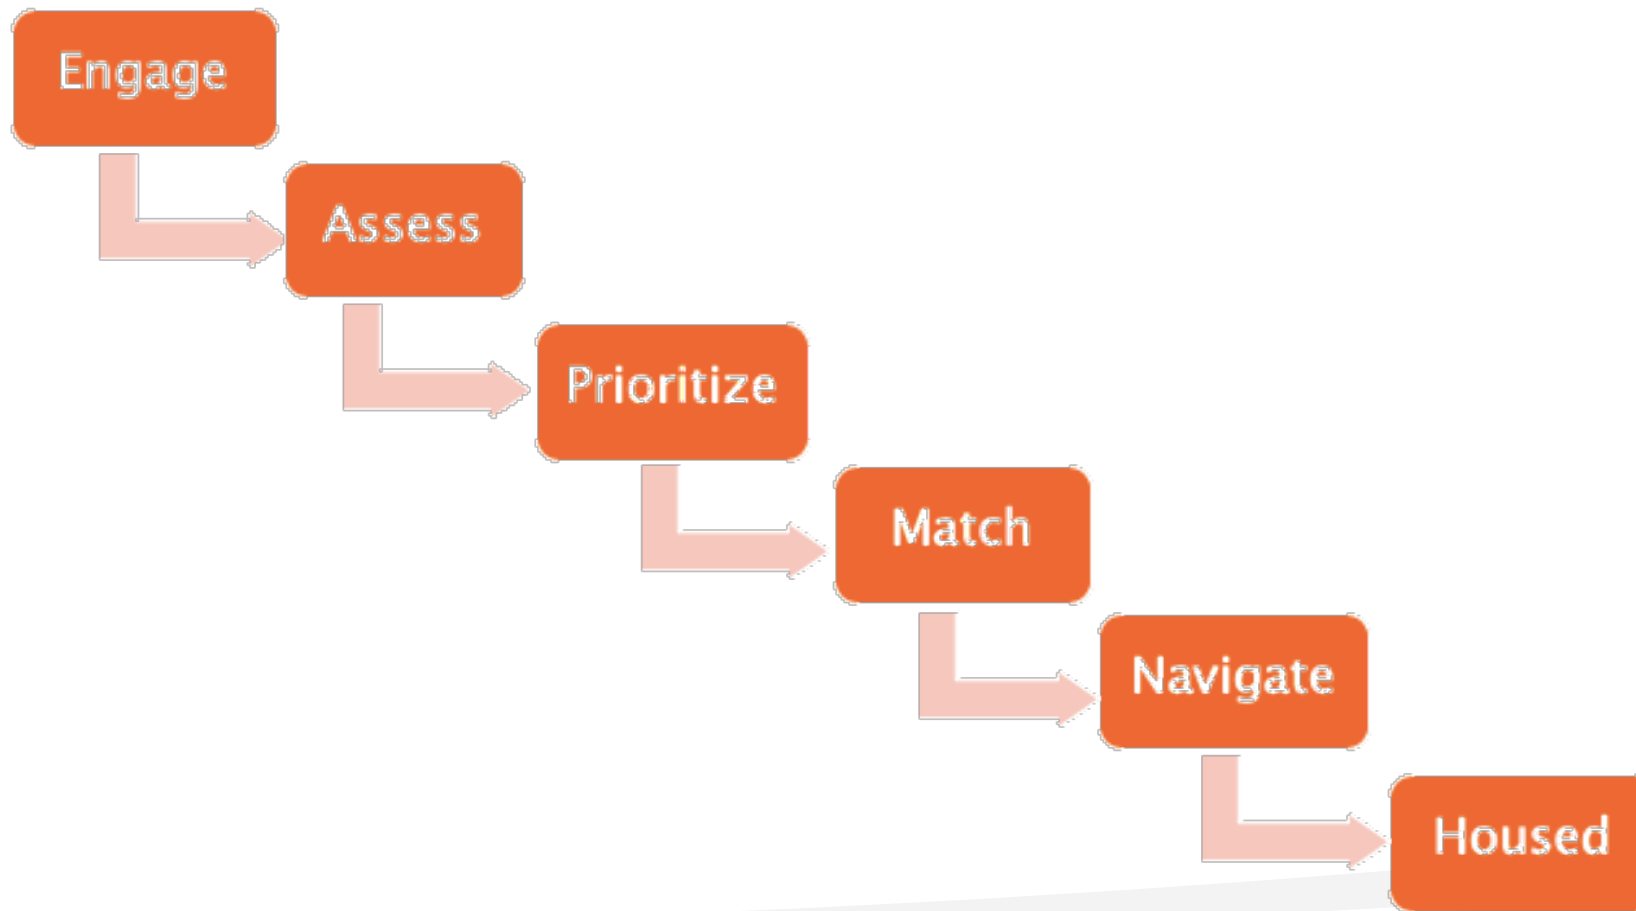 Engage
Assess
Prioritize
Match
Navigate
Housed